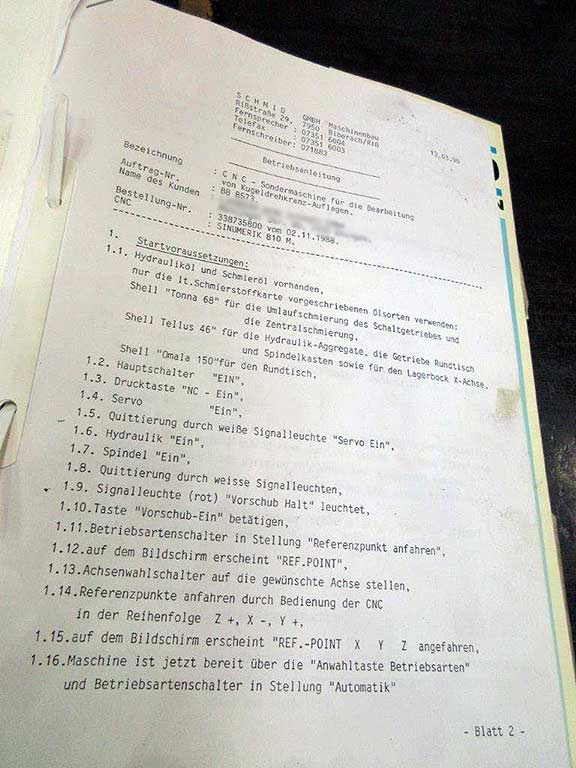 SCHMID GMBH Maschinenbau
Rißstraße 29, 7950 Biberach/Riß
Fernsprecher : 07351 6004
Telefax : 07351 6003
Fernschreiber: 071883
13.03.90
Betriebsanleitung
Bezeichnung : CNC - Sondermaschine für die Bearbeitung
von Kugeldrehkranz-Auflagen.
Auftrag-Nr. : BB 8573
Name des Kunden :
Bestellung-Nr. : 338735800 vom 02.11.1988.
CNC : SINUMERIK 810 M.
1. Startvoraussetzungen:
1.1. Hydrauliköl und Schmieröl vorhanden,
nur die lt.Schmierstoffkarte vorgeschriebenen Ölsorten verwenden:
Shell "Tonna 68" für die Umlaufschmierung des Schaltgetriebes und
die Zentralschmierung,
Shell Tellus 46" für die Hydraulik-Aggregate, die Getriebe Rundtisch
und Spindelkasten sowie für den Lagerbock X-Achse.
Shell "Omala 150"für den Rundtisch.
1.2. Hauptschalter "EIN",
1.3. Drucktaste "NC - Ein",
1.4. Servo "Ein",
1.5. Quittierung durch weiße Signalleuchte "Servo Ein",
1.6. Hydraulik "Ein",
1.7. Spindel "Ein",
1.8. Quittierung durch weisse Signalleuchten,
1.9. Signalleuchte (rot) "Vorschub Halt" leuchtet,
1.10.Taste "Vorschub-Ein" betätigen,
1.11.Betriebsartenschalter in Stellung "Referenzpunkt anfahren",
1.12.auf dem Bildschirm erscheint "REF.POINT",
1.13.Achsenwahlschalter auf die gewünschte Achse stellen,
1.14.Referenzpunkte anfahren durch Bedienung der CNC
in der Reihenfolge Z +, X -, Y +,
1.15.auf dem Bildschirm erscheint "REF.-POINT X Y Z angefahren,
1.16.Maschine ist jetzt bereit über die "Anwahltaste Betriebsarten"
und Betriebsartenschalter in Stellung "Automatik"
- Blatt 2 -